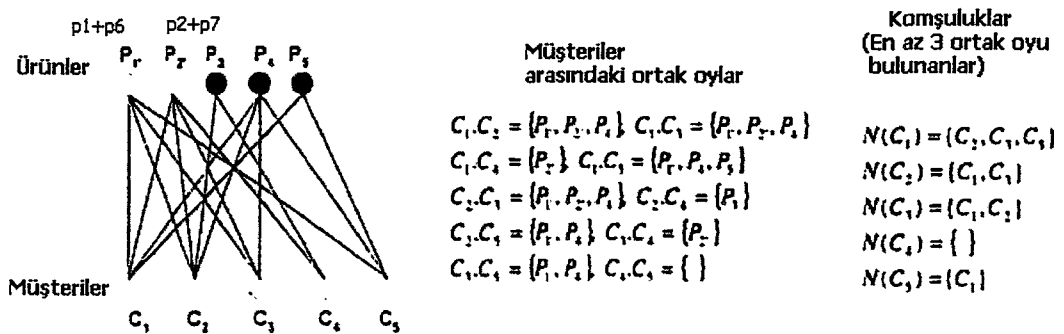 p1+p6 p2+p7
P1' P2' P3 P4 P5
Ürünler
Müşteriler
C1 C2 C3 C4 C5
Müşteriler
arasındaki ortak oylar
C1.C2 = {P1', P2', P4}, C1.C3 = {P1', P2', P4}
C1.C4 = {P2'}, C1.C5 = {P1', P4, P5}
C2.C3 = {P1', P2', P4}, C2.C4 = {P3}
C2.C5 = {P1', P4}, C3.C4 = {P2'}
C3.C5 = {P1, P4}, C4.C5 = { }
Komşuluklar
(En az 3 ortak oyu
bulunanlar)
N(C1) = {C2, C3, C5}
N(C2) = {C1, C3}
N(C3) = {C1, C2}
N(C4) = { }
N(C5) = {C1}